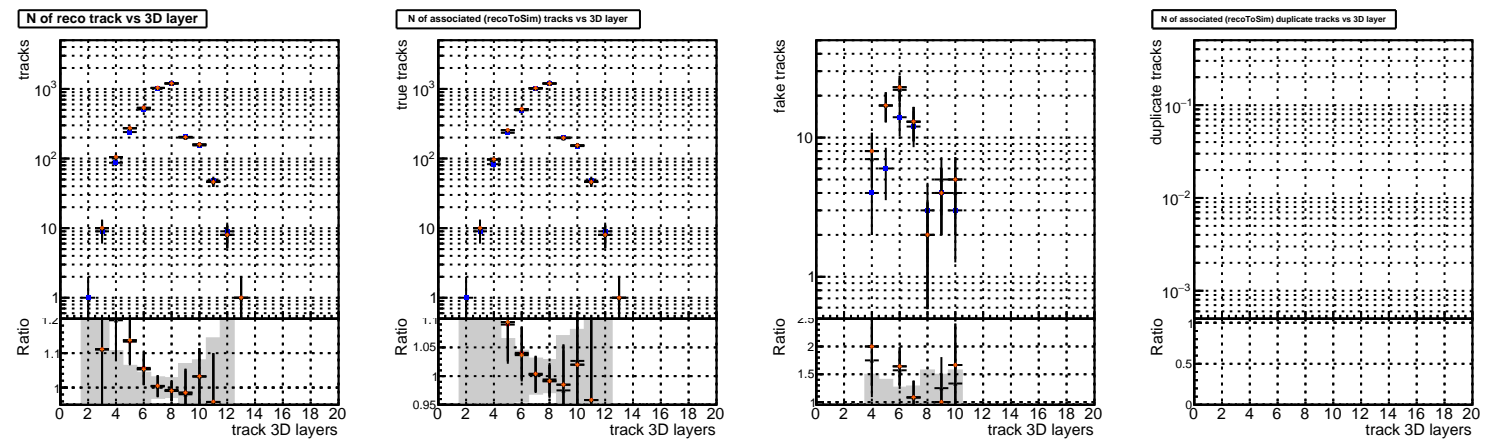 N of reco track vs 3D layer
tracks
10³
10²
10
1
Ratio
1.2
1.1
1
0 2 4 6 8 10 12 14 16 18 20
track 3D layers
N of associated (recoToSim) tracks vs 3D layer
true tracks
10³
10²
10
1
Ratio
1.1
1.05
1
0.95
0 2 4 6 8 10 12 14 16 18 20
track 3D layers
fake tracks
10
1
Ratio
2.5
2
1.5
1
0 2 4 6 8 10 12 14 16 18 20
track 3D layers
N of associated (recoToSim) duplicate tracks vs 3D layer
duplicate tracks
10⁻¹
10⁻²
10⁻³
Ratio
1
0.5
0
0 2 4 6 8 10 12 14 16 18 20
track 3D layers